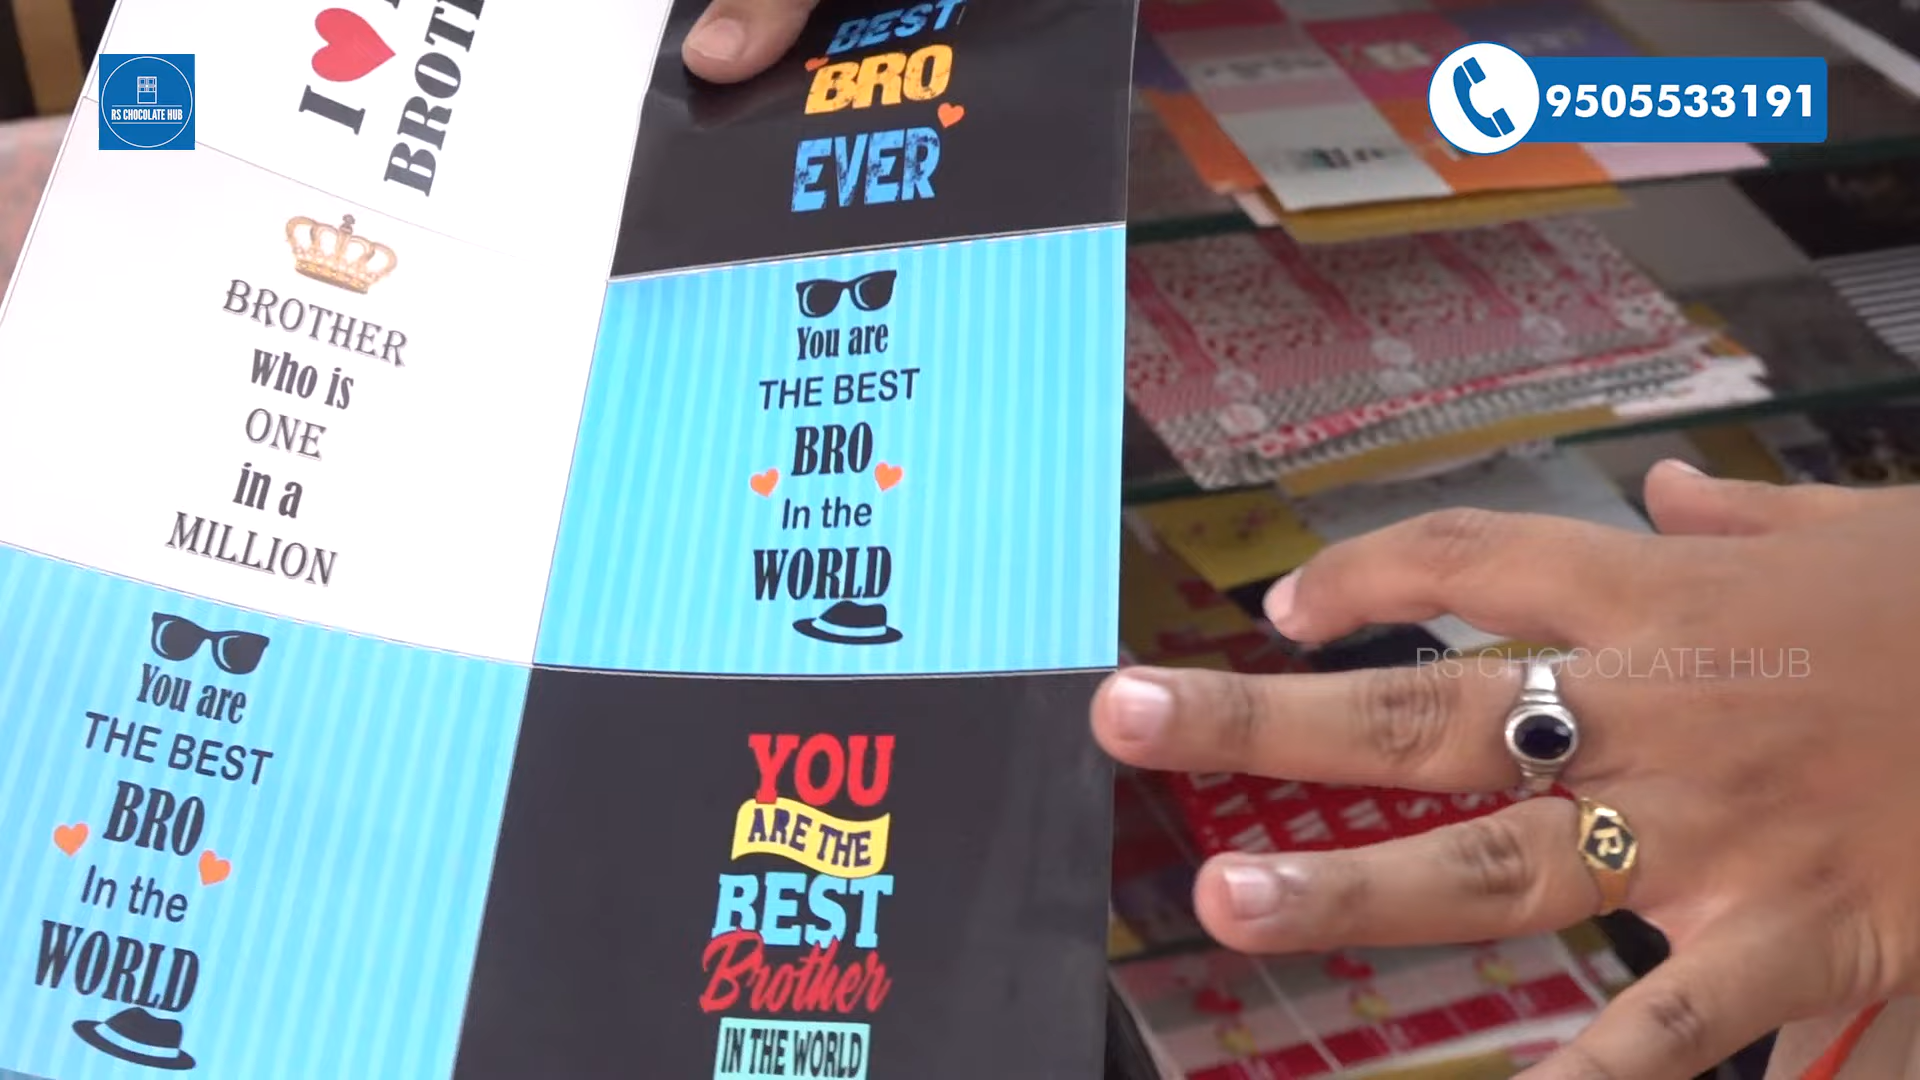 RS CHOCOLATE HUB
9505533191
I ❤
BROT
BEST
BRO
EVER
BROTHER
who is
ONE
in a
MILLION
You are
THE BEST
BRO
In the
WORLD
You are
THE BEST
BRO
In the
WORLD
YOU
ARE THE
BEST
Brother
IN THE WORLD
RS CHOCOLATE HUB
R